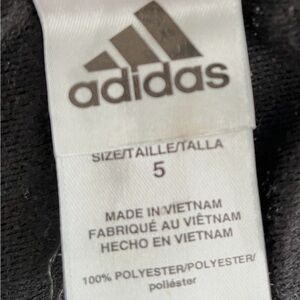 adidas
SIZE/TAILLE/TALLA
5
MADE IN VIETNAM
FABRIQUÉ AU VIÊTNAM
HECHO EN VIETNAM
100% POLYESTER/POLYESTER/
poliéster